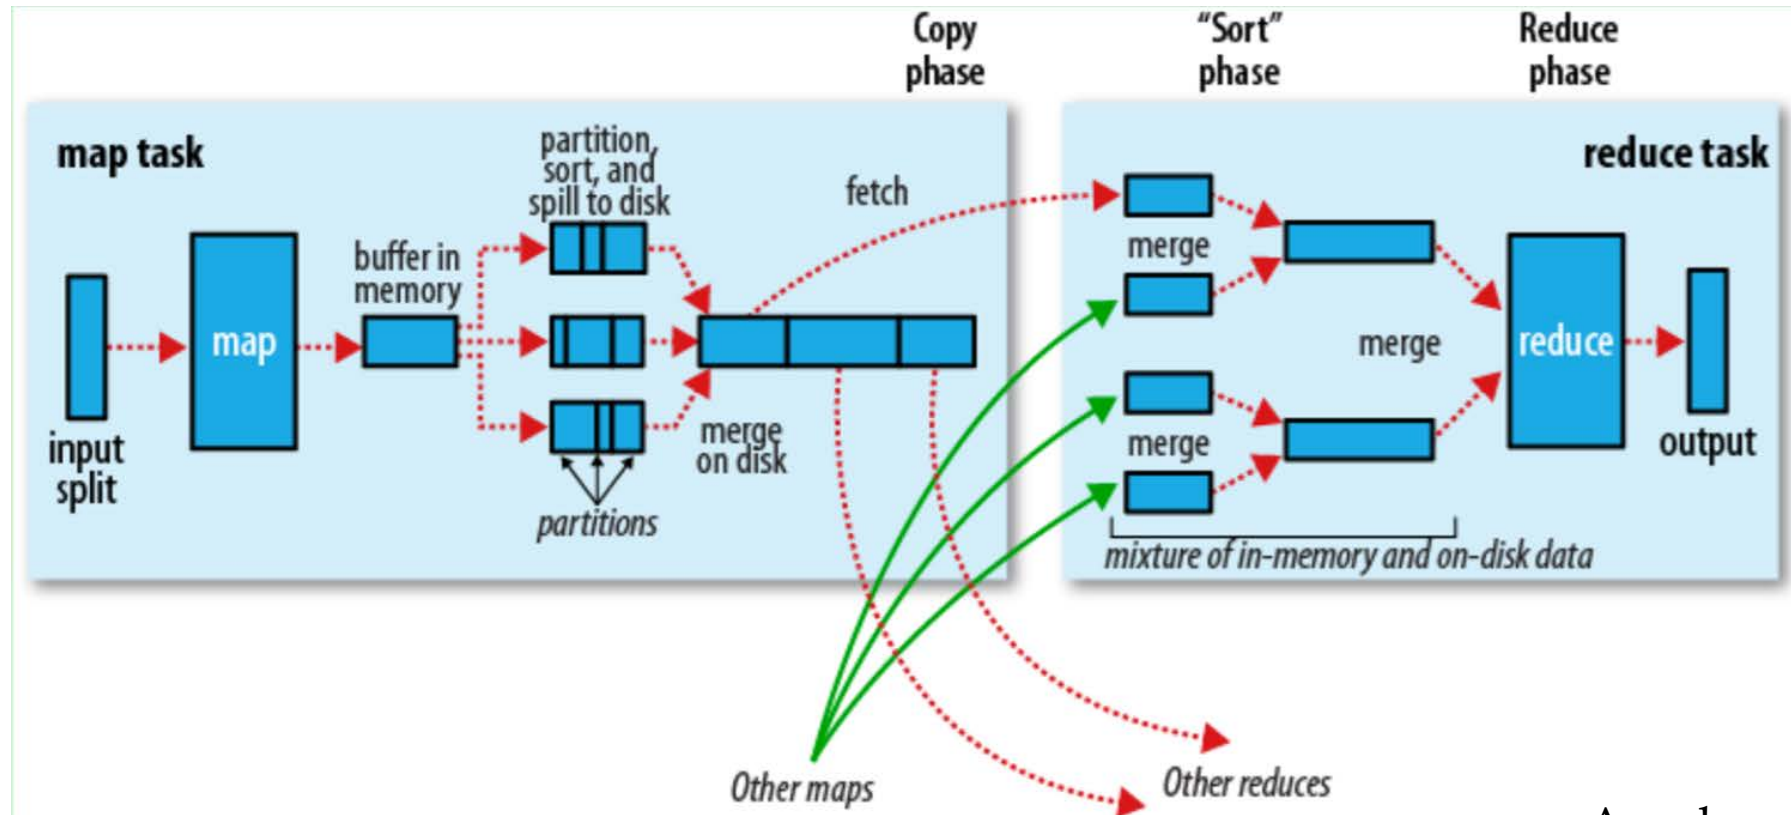 Copy
phase
“Sort”
phase
Reduce
phase
map task
partition,
sort, and
spill to disk
fetch
buffer in
memory
map
input
split
merge
on disk
partitions
reduce task
merge
merge
merge
reduce
output
mixture of in-memory and on-disk data
Other maps
Other reduces